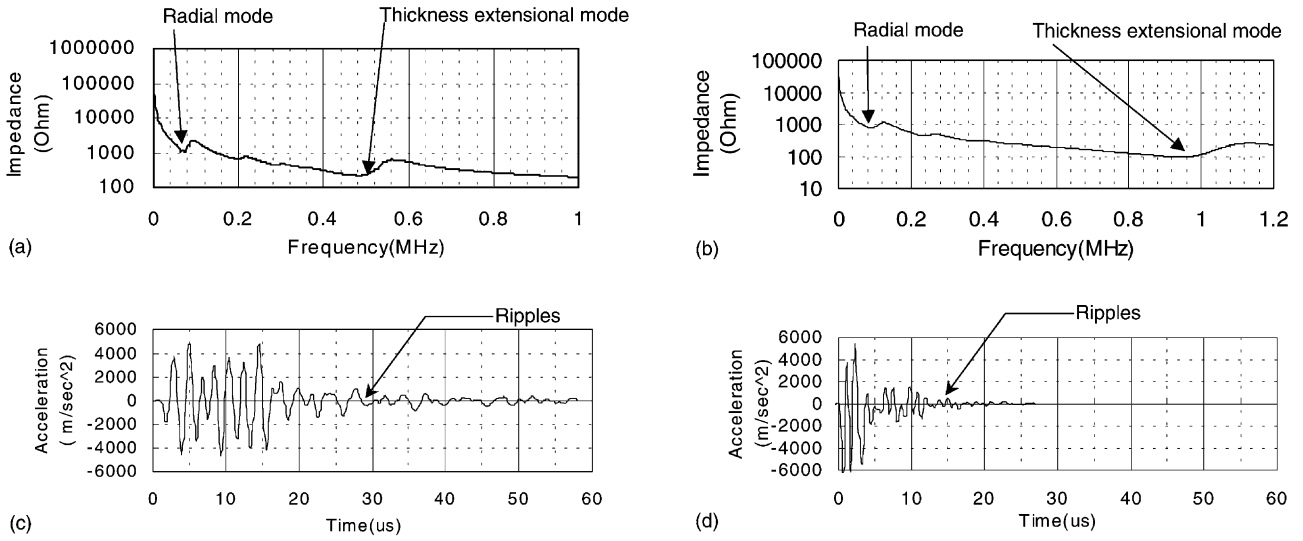 Radial mode
Thickness extensional mode
Impedance
(Ohm)
1000000
100000
10000
1000
100
0
0.2
0.4
0.6
0.8
1
Frequency(MHz)
(a)
Radial mode
Thickness extensional mode
Impedance
(Ohm)
100000
10000
1000
100
10
0
0.2
0.4
0.6
0.8
1
1.2
Frequency(MHz)
(b)
Ripples
Acceleration
( m/sec^2)
6000
4000
2000
0
-2000
-4000
-6000
0
10
20
30
40
50
60
Time(us)
(c)
Ripples
Acceleration
(m/sec^2)
6000
4000
2000
0
-2000
-4000
-6000
0
10
20
30
40
50
60
Time(us)
(d)